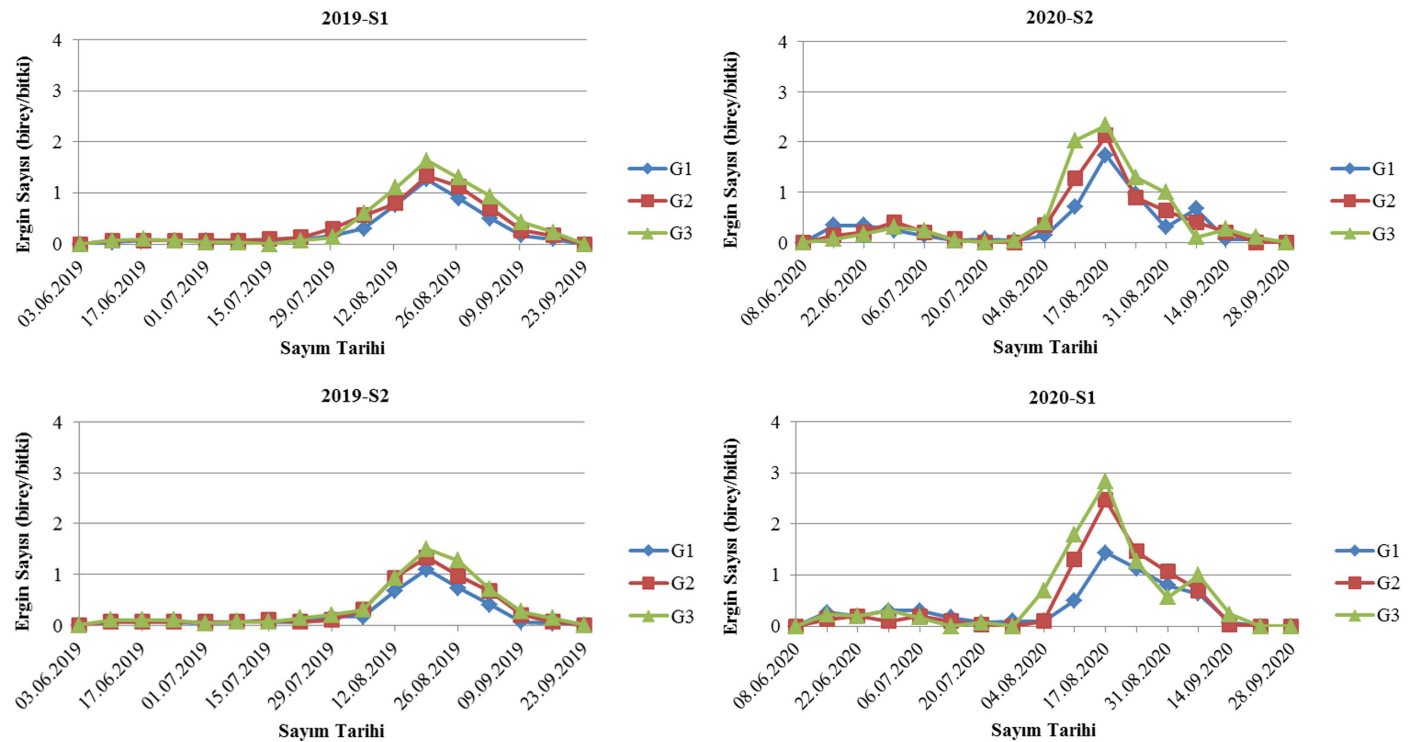 2019-S1
Ergin Sayısı (birey/bitki)
4
3
2
1
0
03.06.2019
17.06.2019
01.07.2019
15.07.2019
29.07.2019
12.08.2019
26.08.2019
09.09.2019
23.09.2019
Sayım Tarihi
G1
G2
G3
2020-S2
Ergin Sayısı (birey/bitki)
4
3
2
1
0
08.06.2020
22.06.2020
06.07.2020
20.07.2020
04.08.2020
17.08.2020
31.08.2020
14.09.2020
28.09.2020
Sayım Tarihi
G1
G2
G3
2019-S2
Ergin Sayısı (birey/bitki)
4
3
2
1
0
03.06.2019
17.06.2019
01.07.2019
15.07.2019
29.07.2019
12.08.2019
26.08.2019
09.09.2019
23.09.2019
Sayım Tarihi
G1
G2
G3
2020-S1
Ergin Sayısı (birey/bitki)
4
3
2
1
0
08.06.2020
22.06.2020
06.07.2020
20.07.2020
04.08.2020
17.08.2020
31.08.2020
14.09.2020
28.09.2020
Sayım Tarihi
G1
G2
G3